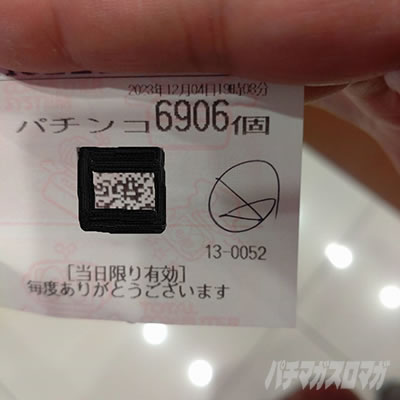 2023年12月04日19時03分
パチンコ6906個
13-0052
[当日限り有効]
毎度ありがとうございます
パチマガスロマガ